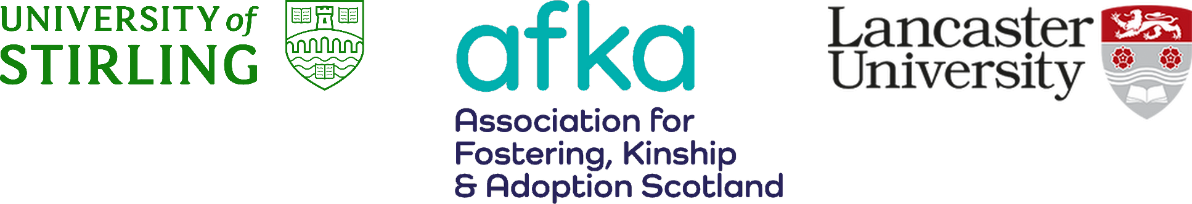 UNIVERSITY of
STIRLING
afka
Association for
Fostering, Kinship
& Adoption Scotland
Lancaster
University